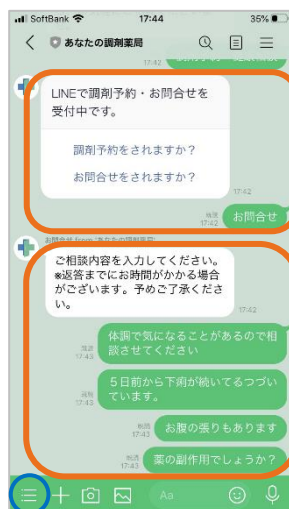 SoftBank
17:44
35%
あなたの調剤薬局
17:42
LINEで調剤予約・お問合せを
受付中です。
調剤予約をされますか？
お問合せをされますか？
17:42
既読
17:42
お問合せ
お問合せ from "あなたの調剤薬局"
ご相談内容を入力してください。
※返答までにお時間がかかる場合
がございます。予めご了承くださ
い。
17:42
体調で気になることがあるので相
談させてください
既読
17:43
５日前から下痢が続いてるつづい
ています。
既読
17:43
お腹の張りもあります
既読
17:43
薬の副作用でしょうか？
既読
17:43
Aa